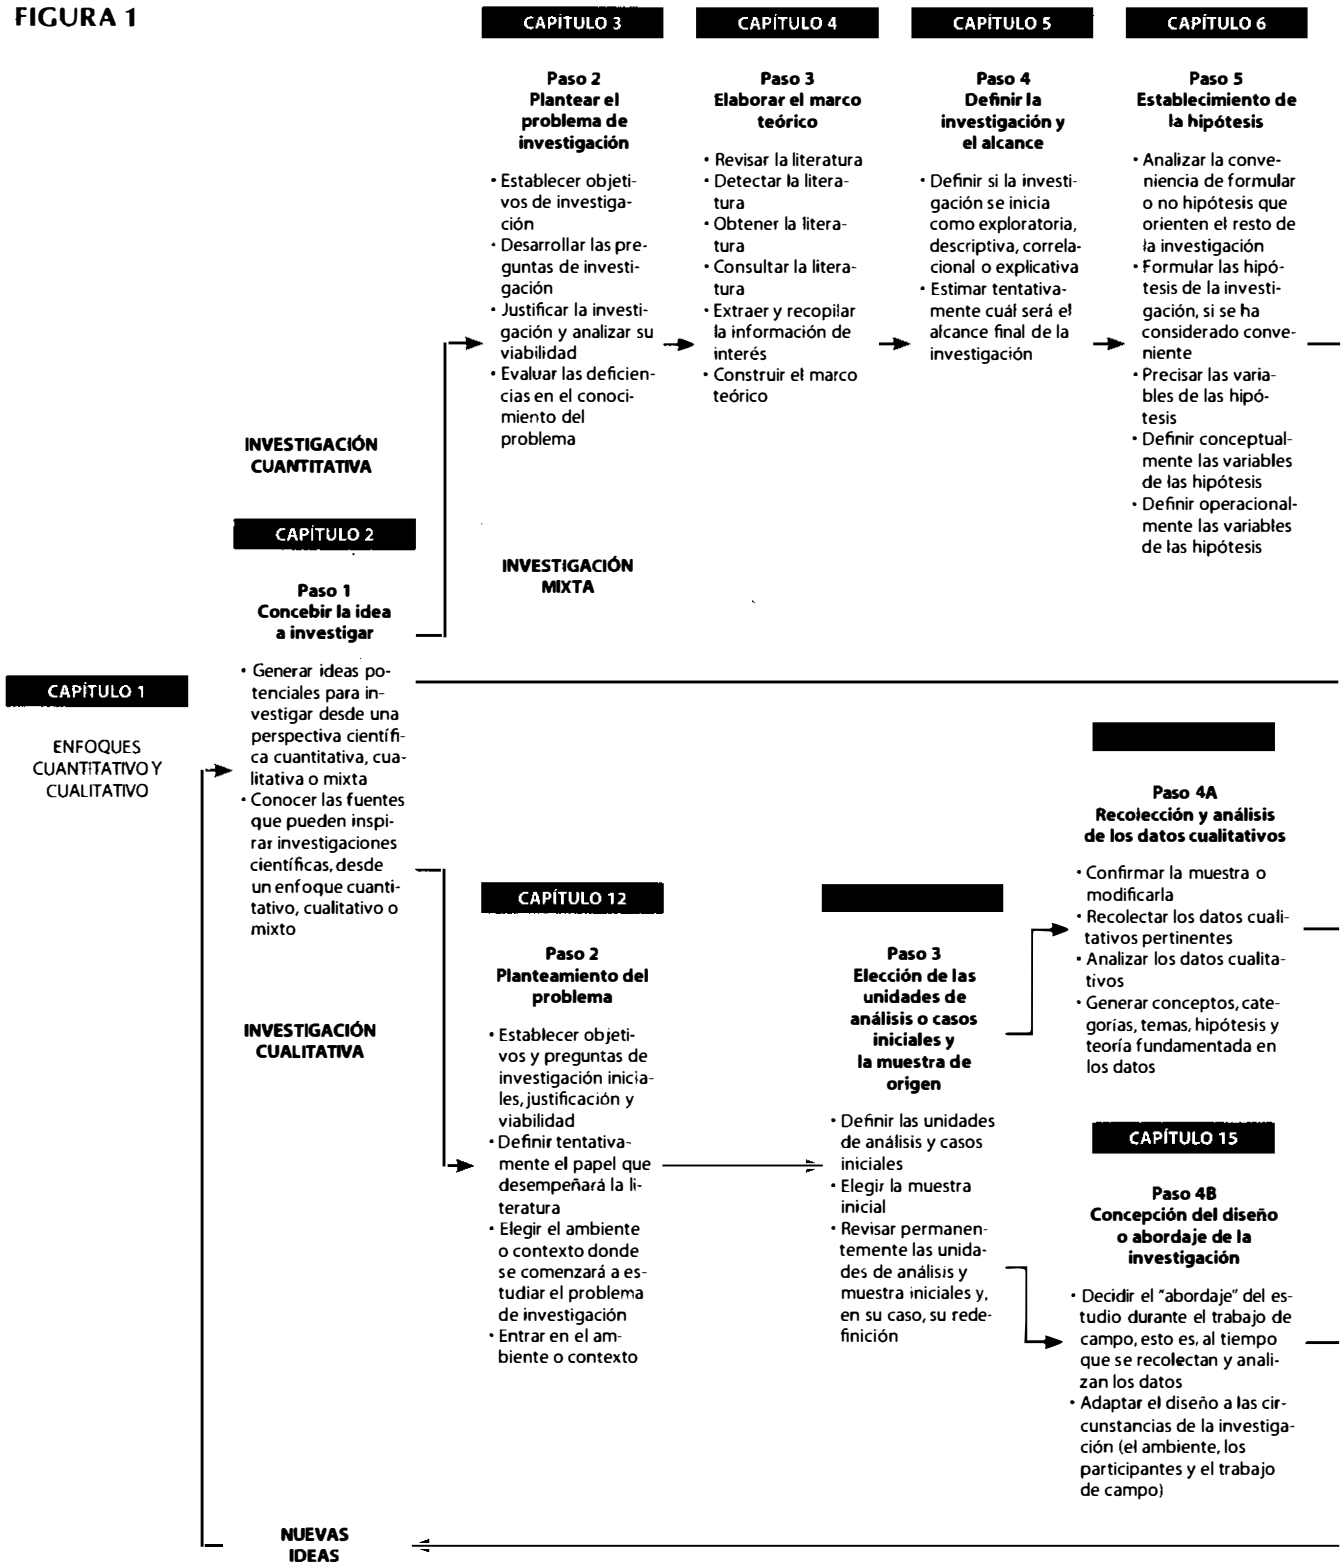 FIGURA 1
CAPÍTULO 3
Paso 2
Plantear el
problema de
investigación
• Establecer objeti-
vos de investiga-
ción
• Desarrollar las pre-
guntas de investi-
gación
• Justificar la investi-
gación y analizar su
viabilidad
• Evaluar las deficien-
cias en el conoci-
miento del
problema
CAPÍTULO 4
Paso 3
Elaborar el marco
teórico
• Revisar la literatura
• Detectar la litera-
tura
• Obtener la litera-
tura
• Consultar la litera-
tura
• Extraer y recopilar
la información de
interés
• Construir el marco
teórico
CAPÍTULO 5
Paso 4
Definir la
investigación y
el alcance
• Definir si la investi-
gación se inicia
como exploratoria,
descriptiva, correla-
cional o explicativa
• Estimar tentativa-
mente cuál será el
alcance final de la
investigación
CAPÍTULO 6
Paso 5
Establecimiento de
la hipótesis
• Analizar la conve-
niencia de formular
o no hipótesis que
orienten el resto de
la investigación
• Formular las hipó-
tesis de la investi-
gación, si se ha
considerado conve-
niente
• Precisar las varia-
bles de las hipó-
tesis
• Definir conceptual-
mente las variables
de las hipótesis
• Definir operacional-
mente las variables
de las hipótesis
INVESTIGACIÓN
CUANTITATIVA
INVESTIGACIÓN
MIXTA
CAPÍTULO 2
Paso 1
Concebir la idea
a investigar
• Generar ideas po-
tenciales para in-
vestigar desde una
perspectiva científi-
ca cuantitativa, cua-
litativa o mixta
• Conocer las fuentes
que pueden inspi-
rar investigaciones
científicas, desde
un enfoque cuanti-
tativo, cualitativo o
mixto
CAPÍTULO 1
ENFOQUES
CUANTITATIVO Y
CUALITATIVO
INVESTIGACIÓN
CUALITATIVA
CAPÍTULO 12
Paso 2
Planteamiento del
problema
• Establecer objeti-
vos y preguntas de
investigación inicia-
les, justificación y
viabilidad
• Definir tentativa-
mente el papel que
desempeñará la li-
teratura
• Elegir el ambiente
o contexto donde
se comenzará a es-
tudiar el problema
de investigación
• Entrar en el am-
biente o contexto
Paso 3
Elección de las
unidades de
análisis o casos
iniciales y
la muestra de
origen
• Definir las unidades
de análisis y casos
iniciales
• Elegir la muestra
inicial
• Revisar permanen-
temente las unida-
des de análisis y
muestra iniciales y,
en su caso, su rede-
finición
Paso 4A
Recolección y análisis
de los datos cualitativos
• Confirmar la muestra o
modificarla
• Recolectar los datos cuali-
tativos pertinentes
• Analizar los datos cualita-
tivos
• Generar conceptos, cate-
gorías, temas, hipótesis y
teoría fundamentada en
los datos
CAPÍTULO 15
Paso 4B
Concepción del diseño
o abordaje de la
investigación
• Decidir el "abordaje" del es-
tudio durante el trabajo de
campo, esto es, al tiempo
que se recolectan y anali-
zan los datos
• Adaptar el diseño a las cir-
cunstancias de la investiga-
ción (el ambiente, los
participantes y el trabajo
de campo)
NUEVAS
IDEAS